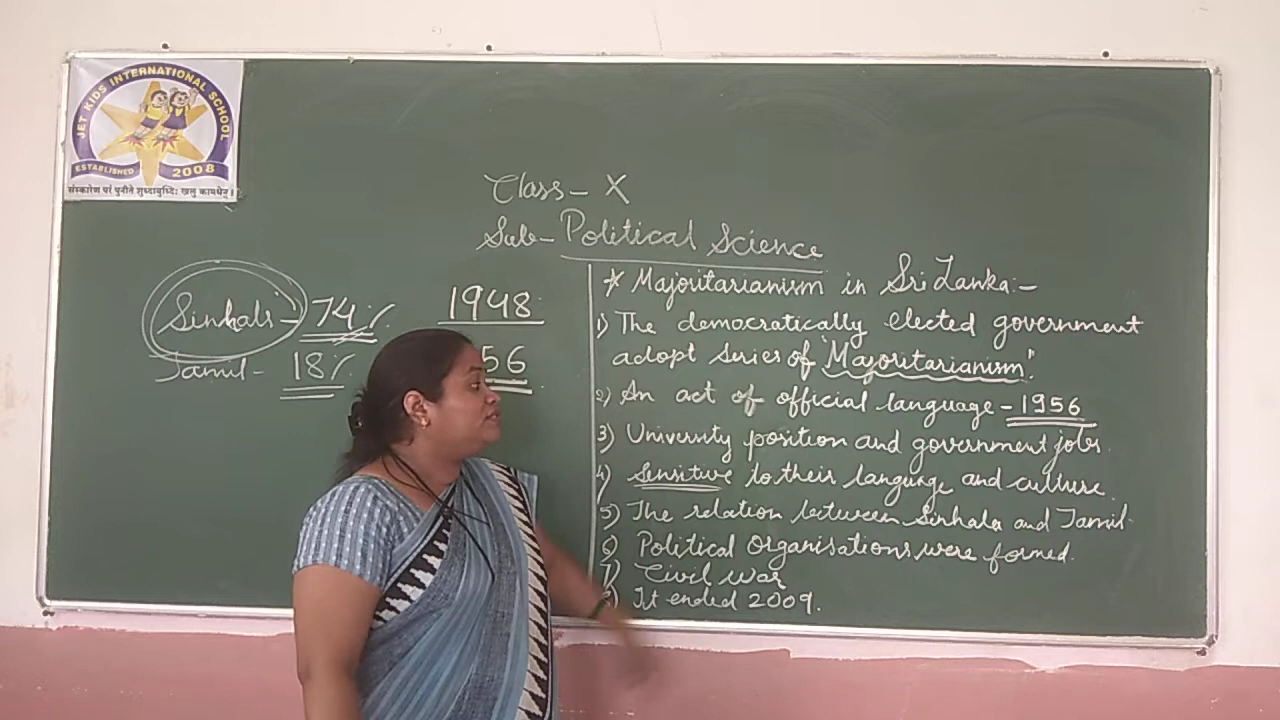 JET KIDS INTERNATIONAL SCHOOL
ESTABLISHED 2008
संस्कारेण परं पुनीते शुध्दामुध्दिः खलु कामधेनु।
Class - X
Sub - Political Science
Sinhali - 74%
Tamil - 18%
1948
56
* Majoritarianism in Sri Lanka:-
1) The democratically elected government
adopt series of "Majoritarianism"
2) An act of official language - 1956
3) University position and government jobs.
4) Sensitive to their language and culture.
5) The relation between Sinhala and Tamil.
6) Political Organisations were formed.
7) Civil War
8) It ended 2009.